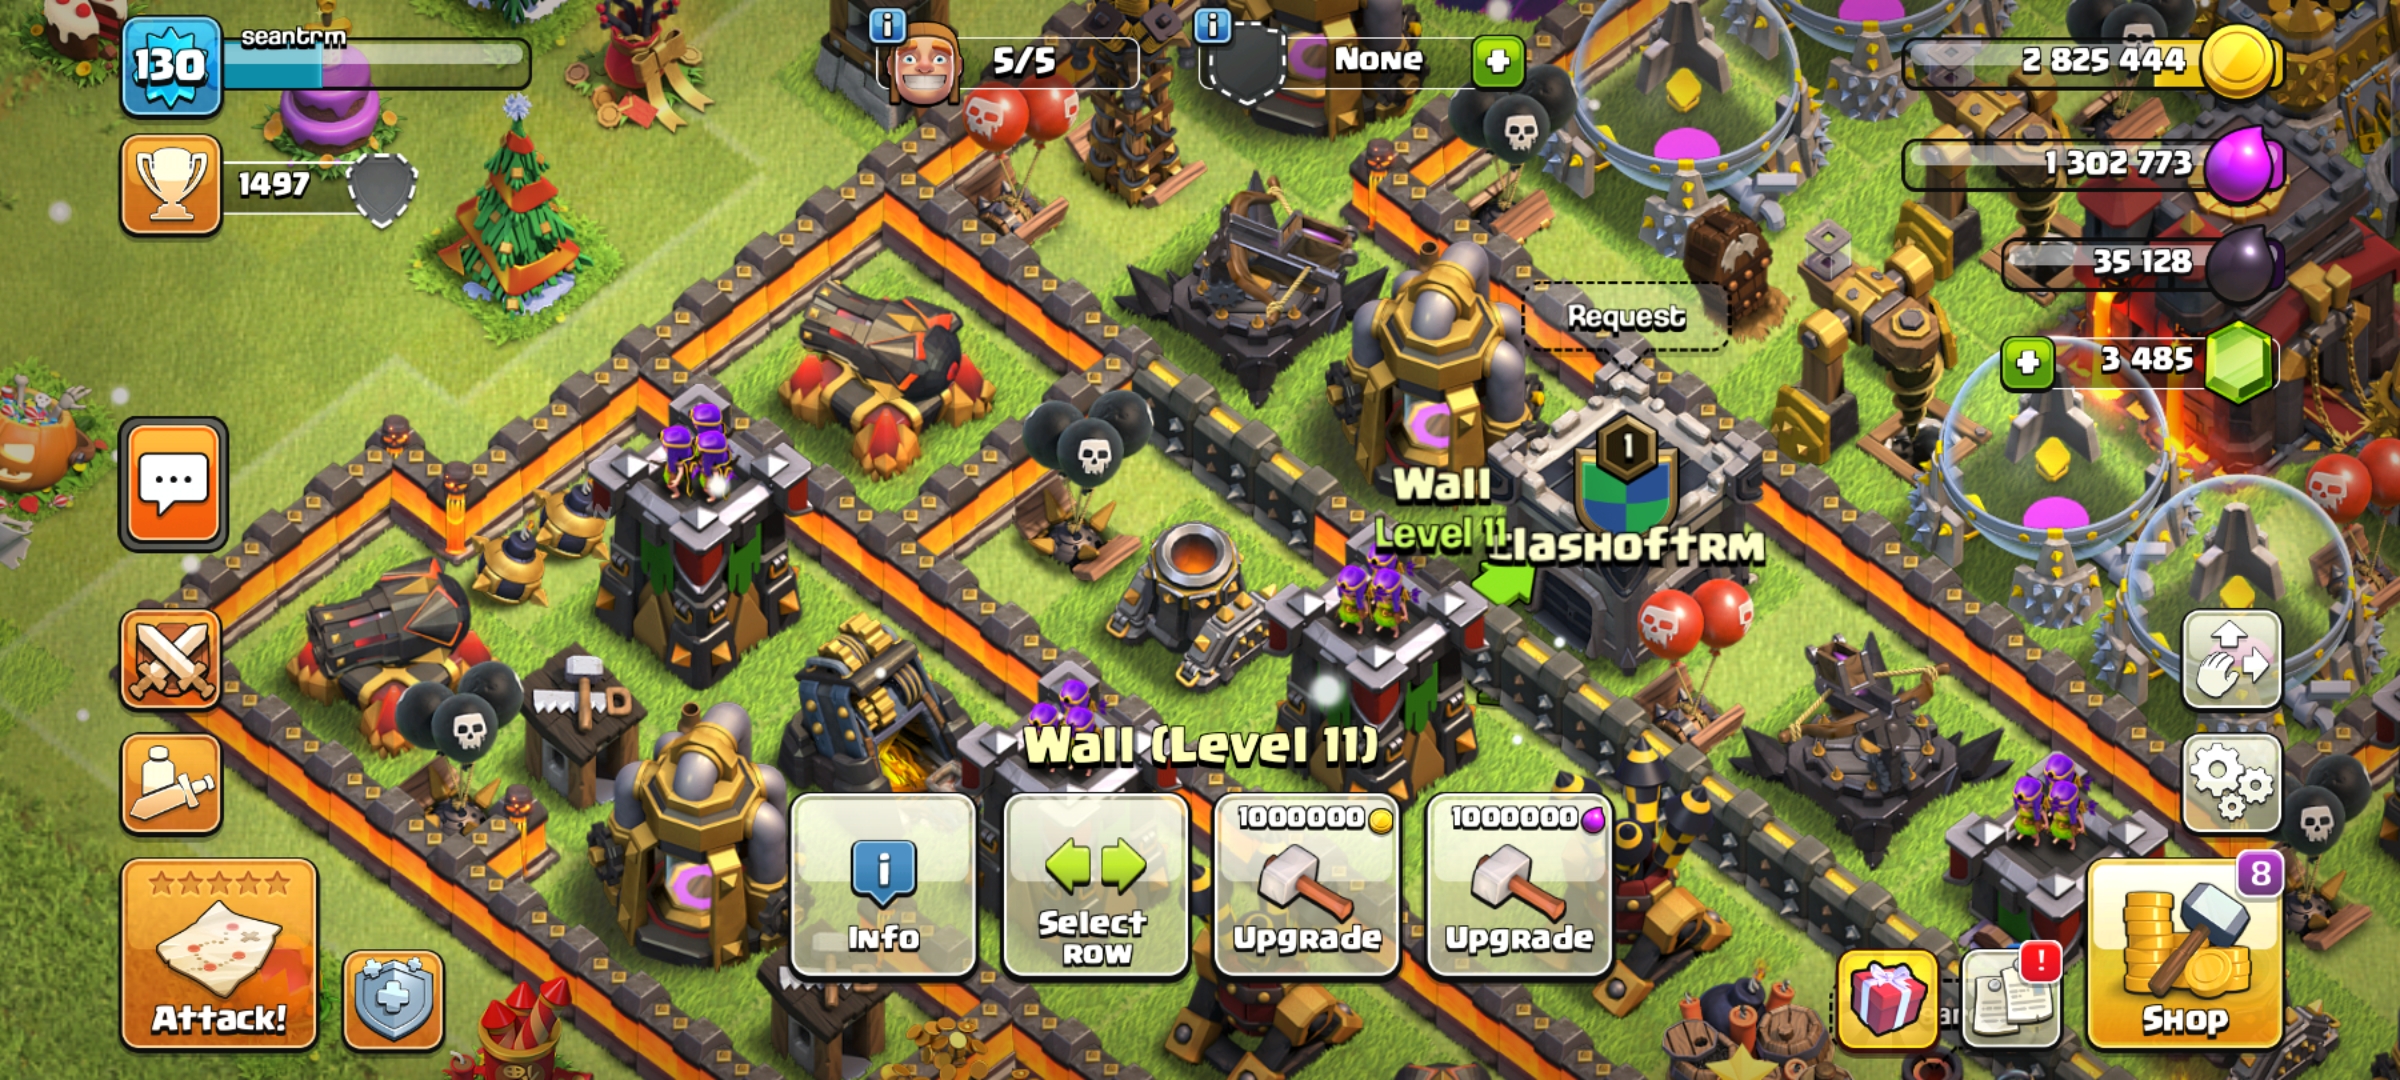 130
seantrm
5/5
None
2 825 444
1497
1 302 773
35 128
Request
3 485
1
Wall
Level 11
lashoftrm
Wall (Level 11)
1000000
1000000
Info
Select
row
Upgrade
Upgrade
8
Attack!
Shop
!